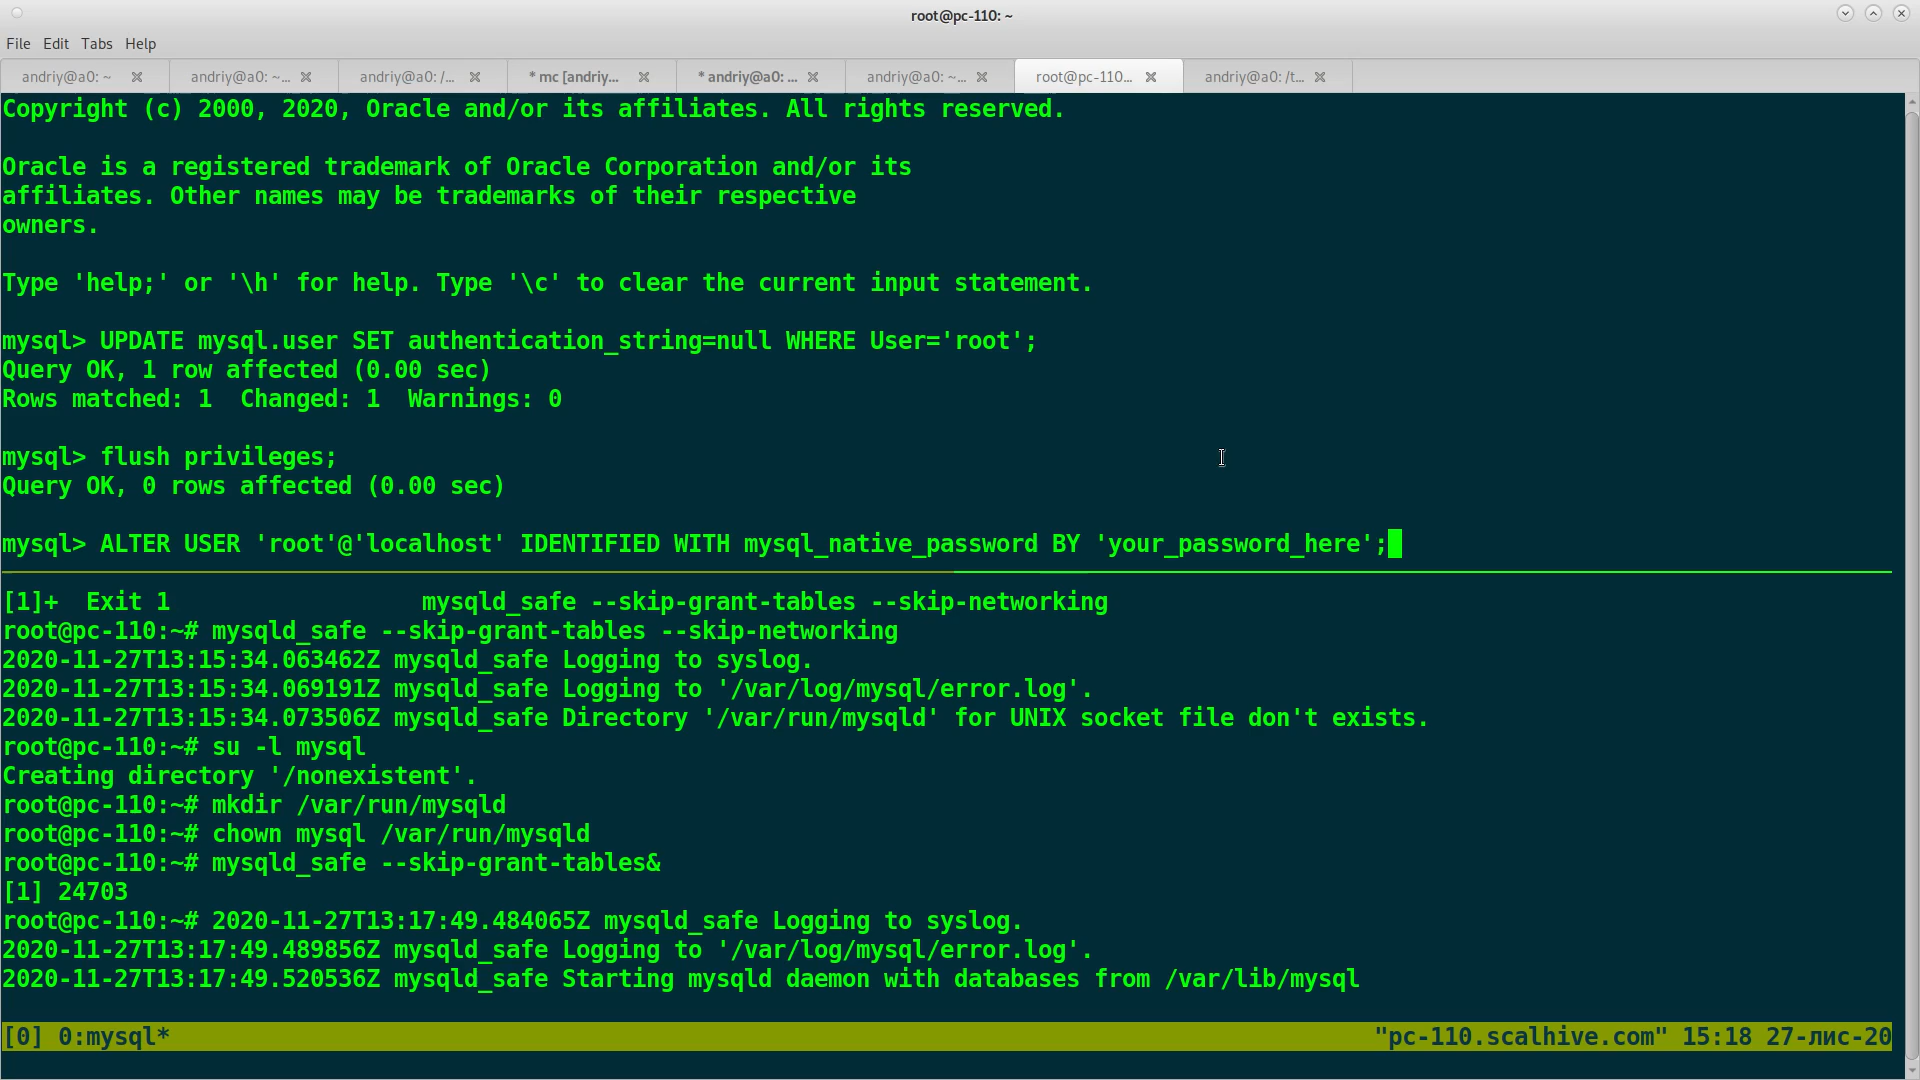 root@pc-110: ~
File Edit Tabs Help
andriy@a0: ~ andriy@a0: ~... andriy@a0: /... * mc [andriy... * andriy@a0: ... andriy@a0: ~... root@pc-110... andriy@a0: /t...
Copyright (c) 2000, 2020, Oracle and/or its affiliates. All rights reserved.
Oracle is a registered trademark of Oracle Corporation and/or its
affiliates. Other names may be trademarks of their respective
owners.
Type 'help;' or '\h' for help. Type '\c' to clear the current input statement.
mysql> UPDATE mysql.user SET authentication_string=null WHERE User='root';
Query OK, 1 row affected (0.00 sec)
Rows matched: 1  Changed: 1  Warnings: 0
mysql> flush privileges;
Query OK, 0 rows affected (0.00 sec)
mysql> ALTER USER 'root'@'localhost' IDENTIFIED WITH mysql_native_password BY 'your_password_here';
[1]+  Exit 1                  mysqld_safe --skip-grant-tables --skip-networking
root@pc-110:~# mysqld_safe --skip-grant-tables --skip-networking
2020-11-27T13:15:34.063462Z mysqld_safe Logging to syslog.
2020-11-27T13:15:34.069191Z mysqld_safe Logging to '/var/log/mysql/error.log'.
2020-11-27T13:15:34.073506Z mysqld_safe Directory '/var/run/mysqld' for UNIX socket file don't exists.
root@pc-110:~# su -l mysql
Creating directory '/nonexistent'.
root@pc-110:~# mkdir /var/run/mysqld
root@pc-110:~# chown mysql /var/run/mysqld
root@pc-110:~# mysqld_safe --skip-grant-tables&
[1] 24703
root@pc-110:~# 2020-11-27T13:17:49.484065Z mysqld_safe Logging to syslog.
2020-11-27T13:17:49.489856Z mysqld_safe Logging to '/var/log/mysql/error.log'.
2020-11-27T13:17:49.520536Z mysqld_safe Starting mysqld daemon with databases from /var/lib/mysql
[0] 0:mysql* "pc-110.scalhive.com" 15:18 27-лис-20